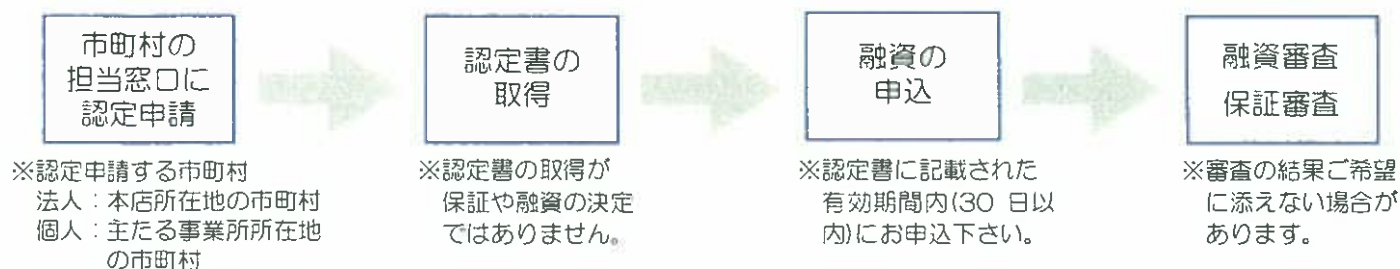 市町村の
担当窓口に
認定申請
認定書の
取得
融資の
申込
融資審査
保証審査
※認定申請する市町村
法人：本店所在地の市町村
個人：主たる事業所所在地
の市町村
※認定書の取得が
保証や融資の決定
ではありません。
※認定書に記載された
有効期間内(30 日以
内)にお申込下さい。
※審査の結果ご希望
に添えない場合が
あります。